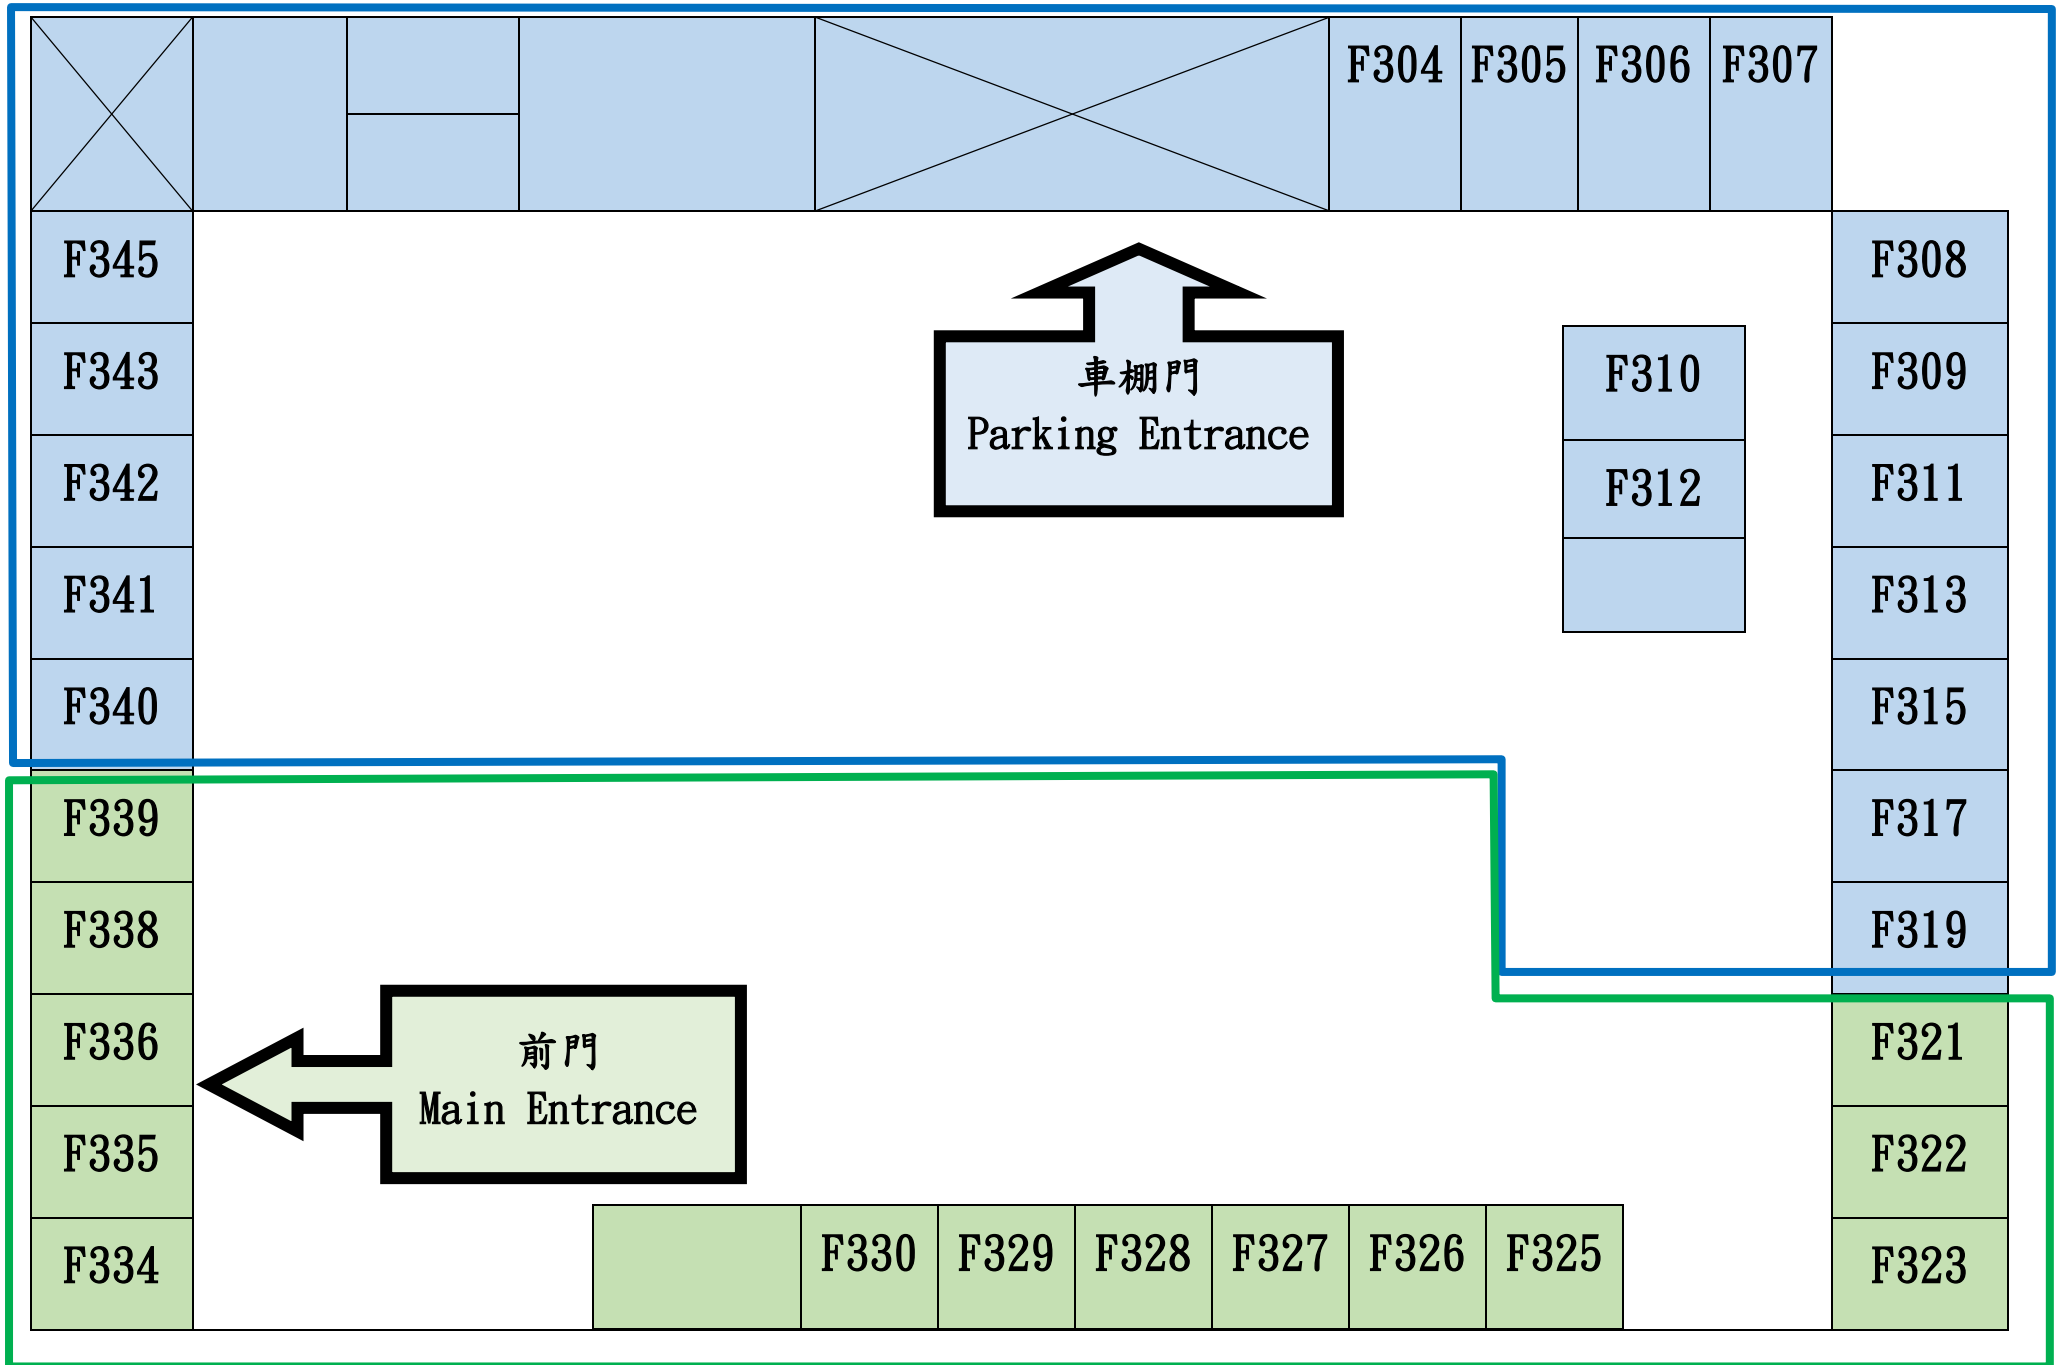 F304 F305 F306 F307
F345
F308
F343
F309
F310
車棚門
Parking Entrance
F342
F311
F312
F341
F313
F340
F315
F339
F317
F338
F319
F336
F321
前門
Main Entrance
F335
F322
F334
F330 F329 F328 F327 F326 F325
F323